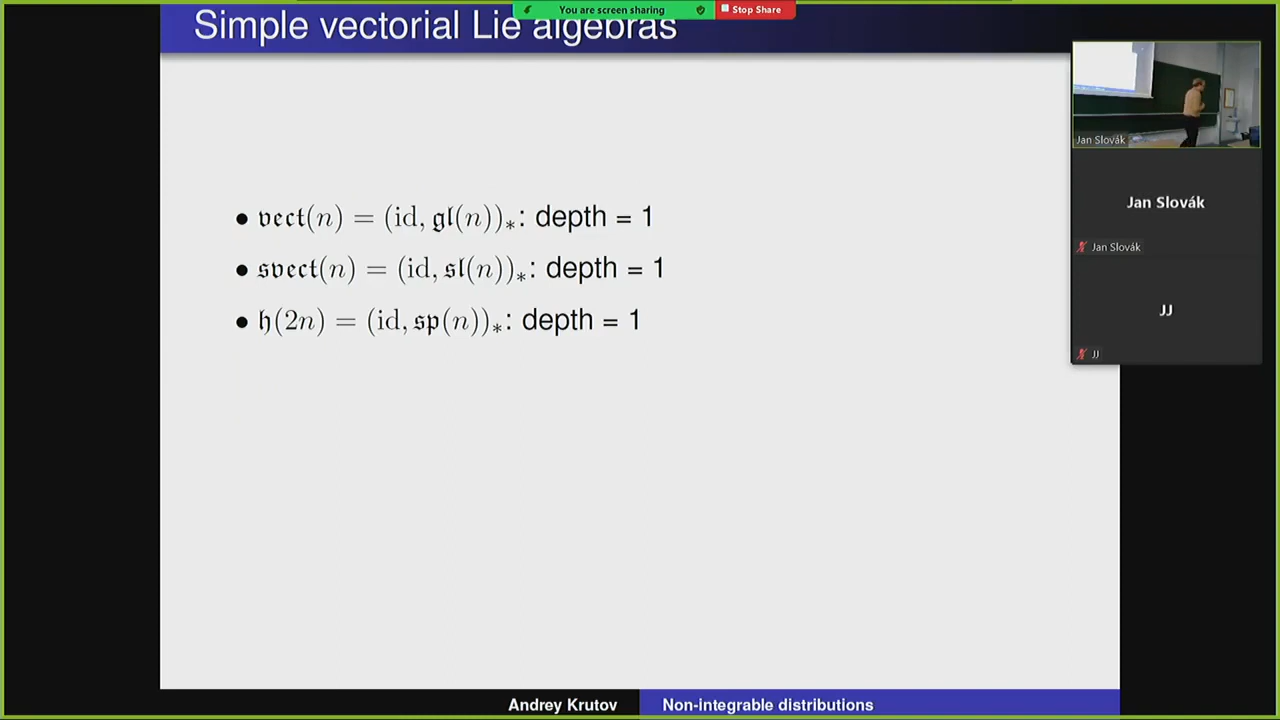 You are screen sharing
Stop Share
Simple vectorial Lie algebras
• 𝔳𝔢𝔠𝔱(n) = (id, 𝔤𝔩(n))∗: depth = 1
• 𝔰𝔳𝔢𝔠𝔱(n) = (id, 𝔰𝔩(n))∗: depth = 1
• 𝔥(2n) = (id, 𝔰𝔭(n))∗: depth = 1
Jan Slovák
Jan Slovák
Jan Slovák
JJ
JJ
Andrey Krutov
Non-integrable distributions